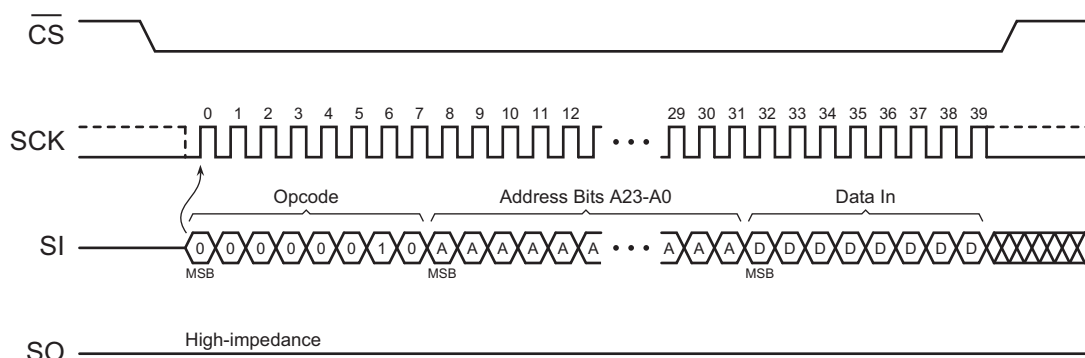 CS
0 1 2 3 4 5 6 7 8 9 10 11 12 29 30 31 32 33 34 35 36 37 38 39
SCK
Opcode Address Bits A23-A0 Data In
SI 0 0 0 0 0 0 1 0 A A A A A A A A A D D D D D D D D
MSB MSB MSB
High-impedance
SO